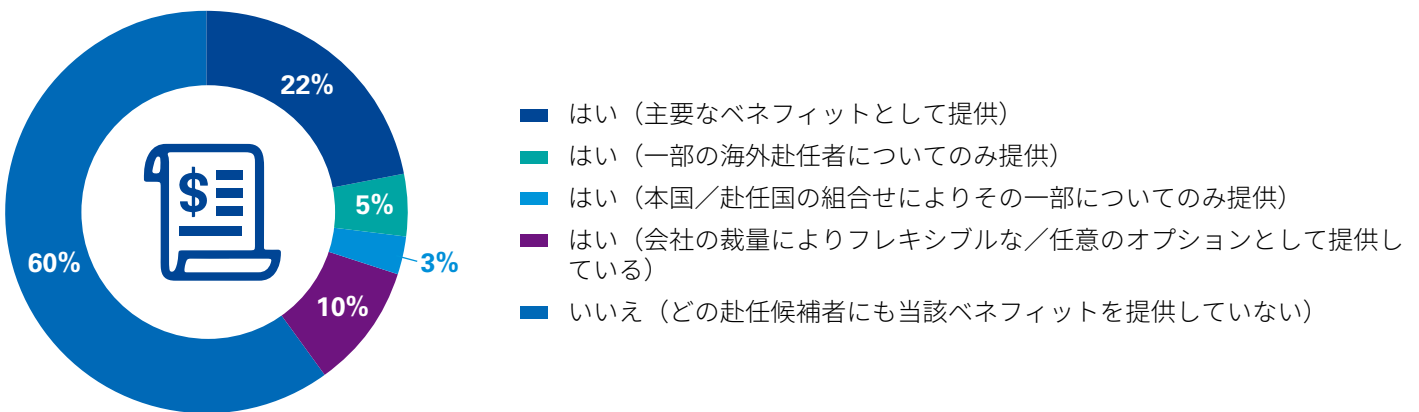 22%
5%
3%
10%
60%
$
はい（主要なベネフィットとして提供）
はい（一部の海外赴任者についてのみ提供）
はい（本国／赴任国の組合せによりその一部についてのみ提供）
はい（会社の裁量によりフレキシブルな／任意のオプションとして提供し
ている）
いいえ（どの赴任候補者にも当該ベネフィットを提供していない）